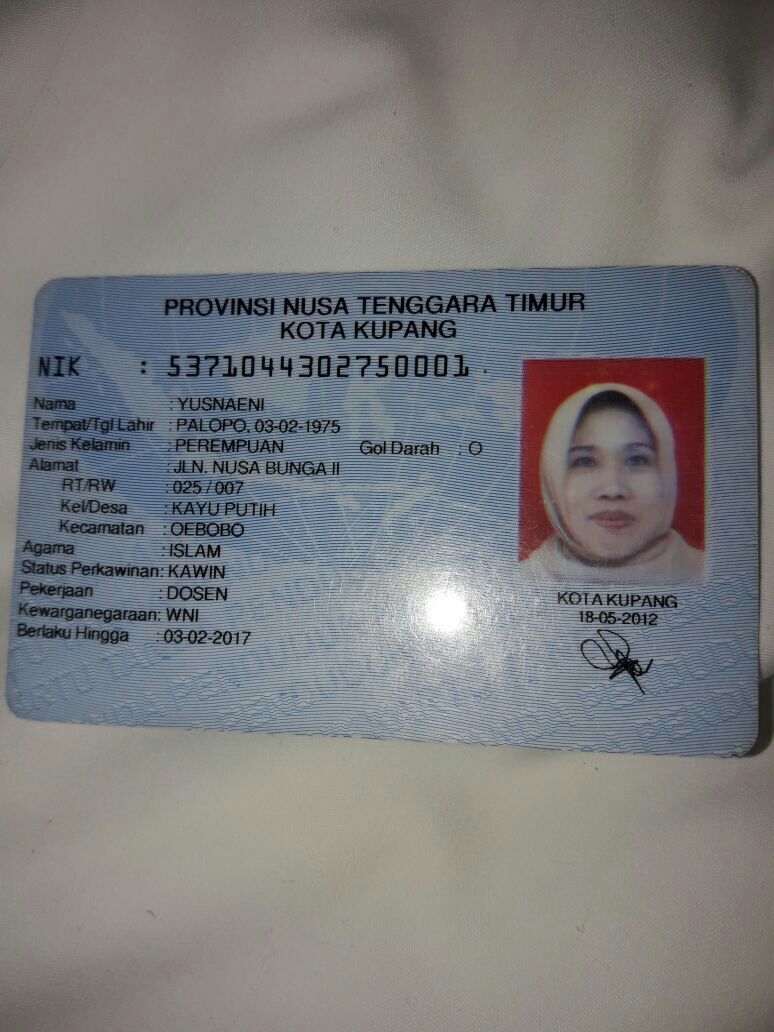 PROVINSI NUSA TENGGARA TIMUR
KOTA KUPANG
NIK : 5371044302750001
Nama : YUSNAENI
Tempat/Tgl Lahir : PALOPO, 03-02-1975
Jenis Kelamin : PEREMPUAN Gol Darah : O
Alamat : JLN. NUSA BUNGA II
RT/RW : 025 / 007
Kel/Desa : KAYU PUTIH
Kecamatan : OEBOBO
Agama : ISLAM
Status Perkawinan: KAWIN
Pekerjaan : DOSEN
Kewarganegaraan: WNI
Berlaku Hingga : 03-02-2017
KOTA KUPANG
18-05-2012